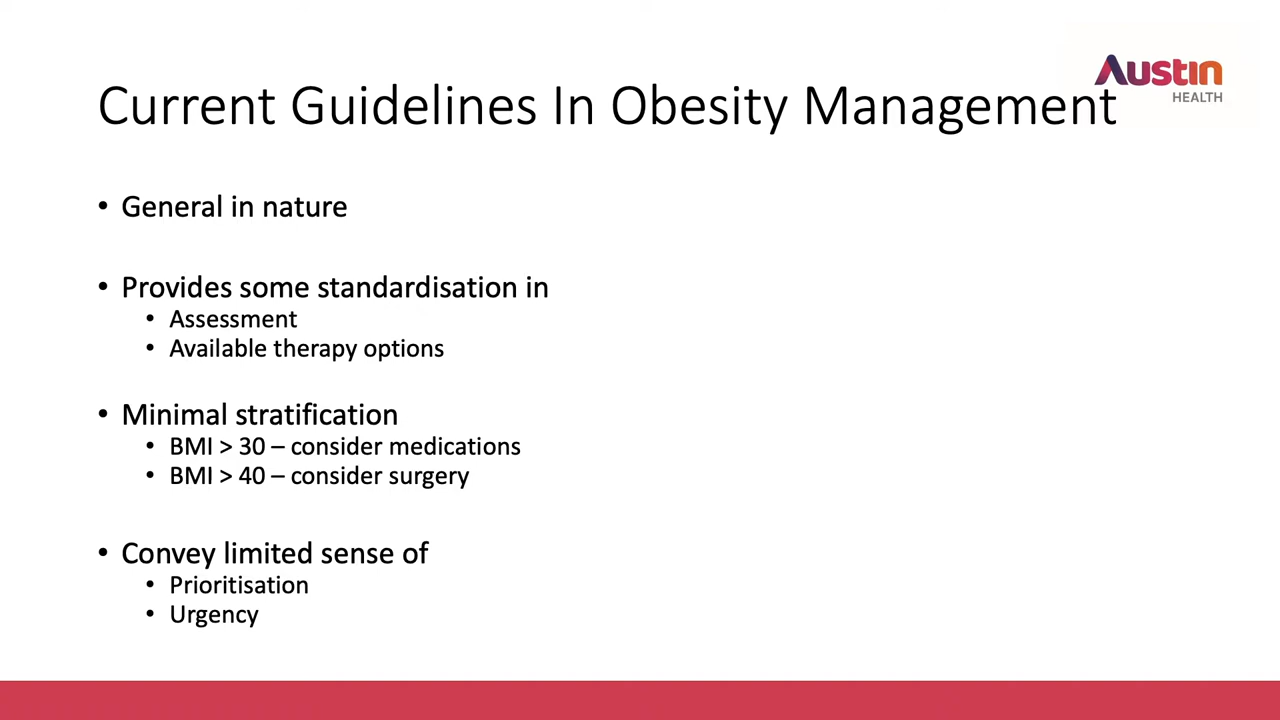 Austin
HEALTH
Current Guidelines In Obesity Management
• General in nature
• Provides some standardisation in
• Assessment
• Available therapy options
• Minimal stratification
• BMI > 30 – consider medications
• BMI > 40 – consider surgery
• Convey limited sense of
• Prioritisation
• Urgency